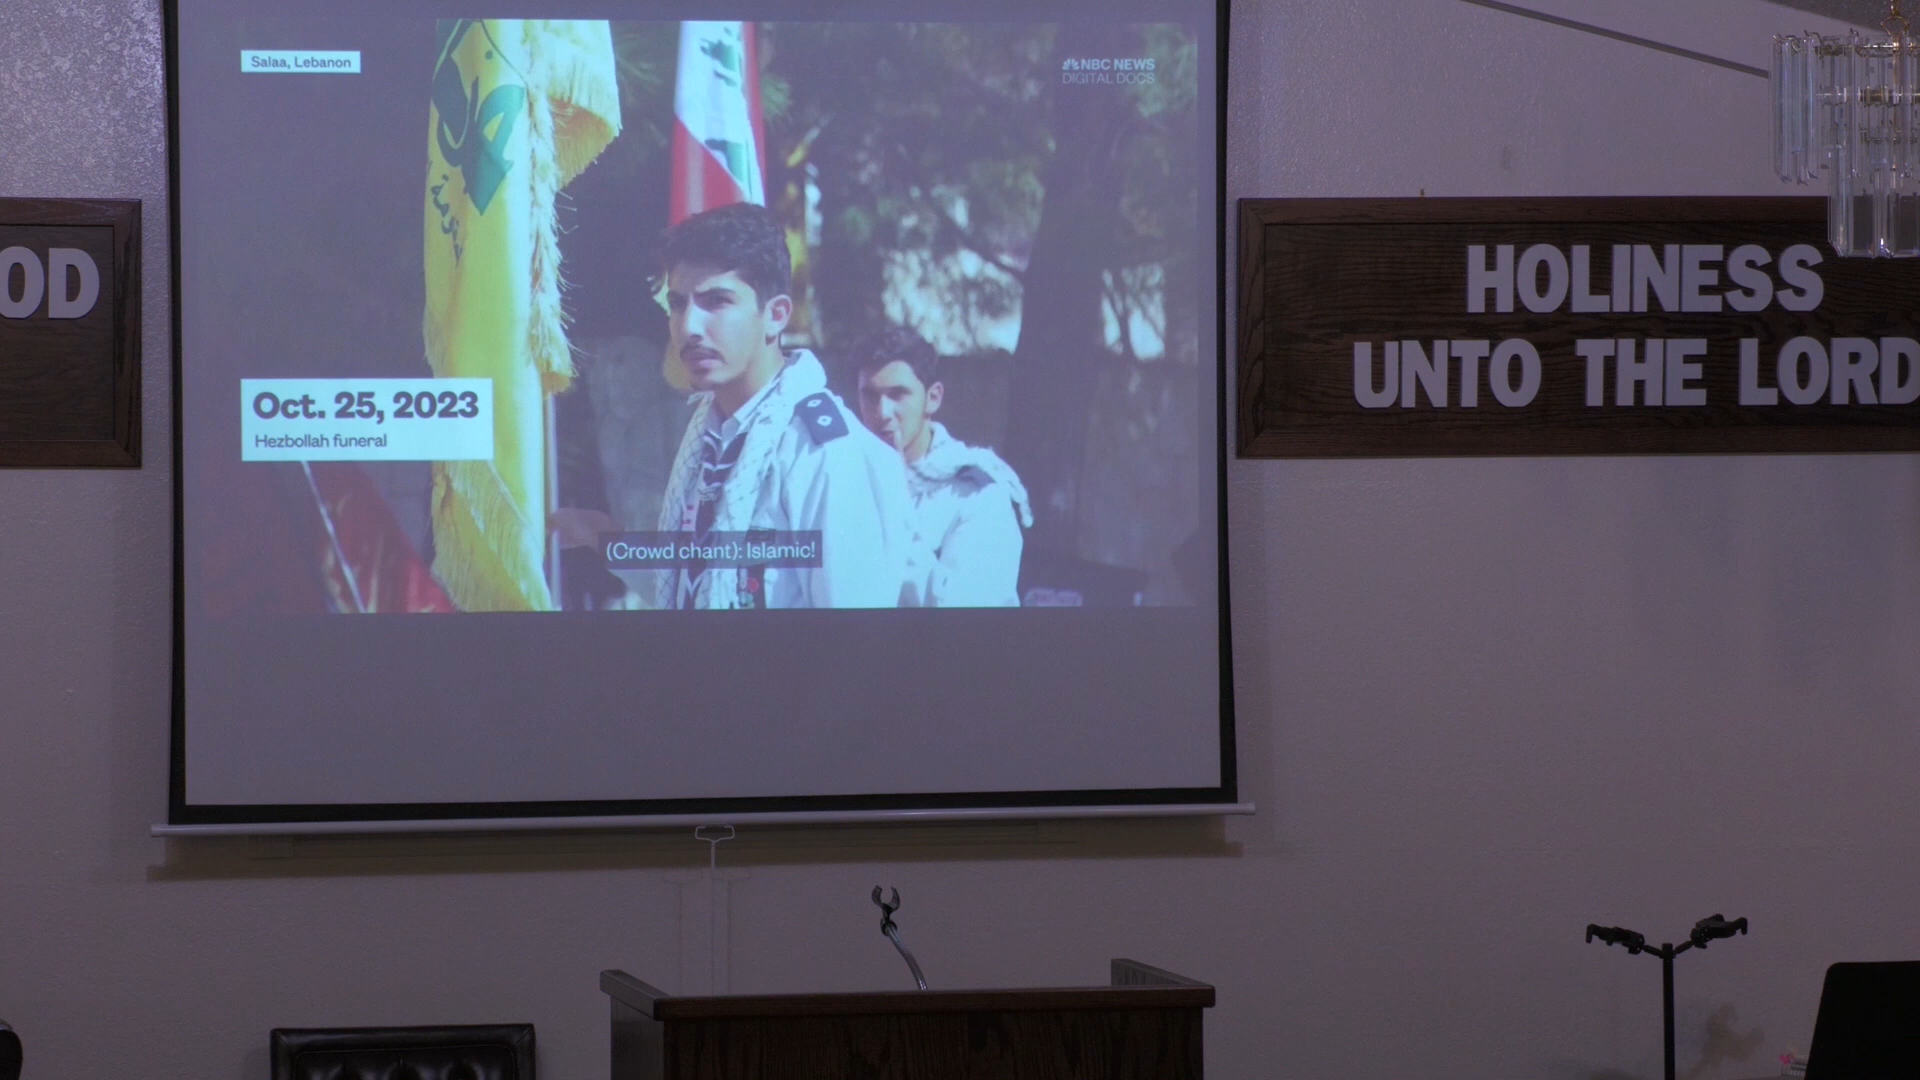 Salaa, Lebanon
NBC NEWS
DIGITAL DOCS
OD
HOLINESS
UNTO THE LORD
Oct. 25, 2023
Hezbollah funeral
(Crowd chant): Islamic!